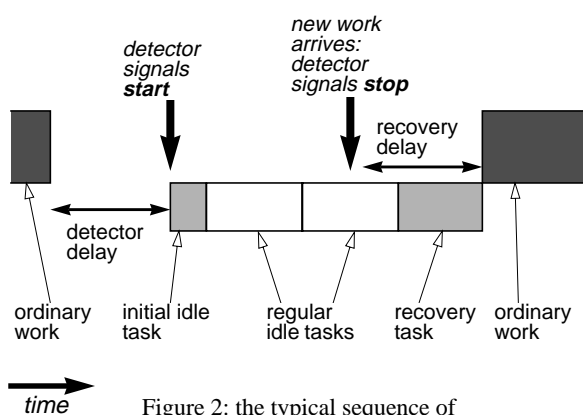 detector
signals
start
new work
arrives:
detector
signals stop
recovery
delay
detector
delay
ordinary
work
initial idle
task
regular
idle tasks
recovery
task
ordinary
work
time
Figure 2: the typical sequence of